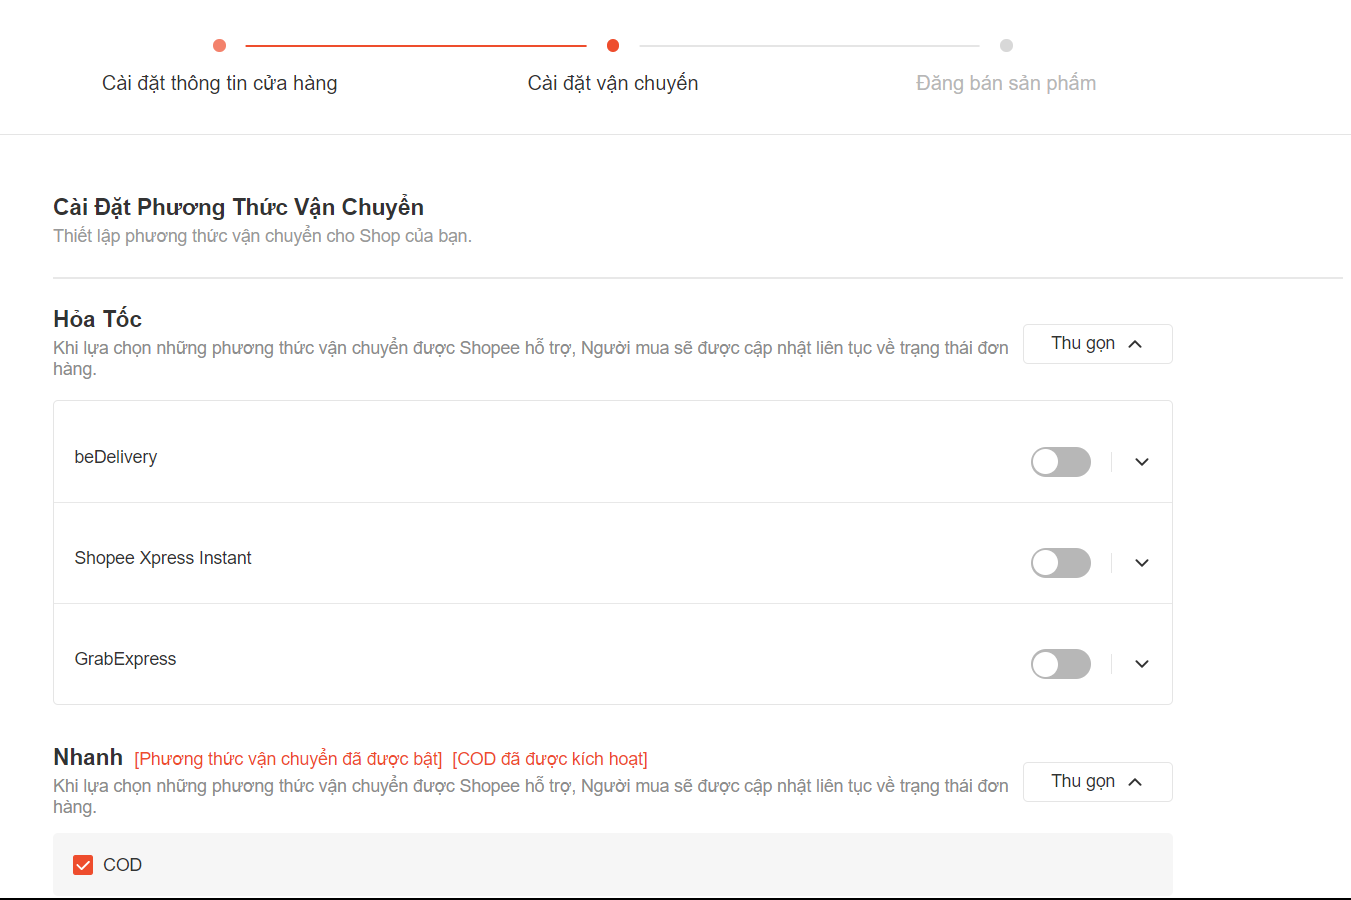 Cài đặt thông tin cửa hàng
Cài đặt vận chuyển
Đăng bán sản phẩm
Cài Đặt Phương Thức Vận Chuyển
Thiết lập phương thức vận chuyển cho Shop của bạn.
Hỏa Tốc
Khi lựa chọn những phương thức vận chuyển được Shopee hỗ trợ, Người mua sẽ được cập nhật liên tục về trạng thái đơn
hàng.
Thu gọn
beDelivery
Shopee Xpress Instant
GrabExpress
Nhanh [Phương thức vận chuyển đã được bật] [COD đã được kích hoạt]
Khi lựa chọn những phương thức vận chuyển được Shopee hỗ trợ, Người mua sẽ được cập nhật liên tục về trạng thái đơn
hàng.
Thu gọn
COD